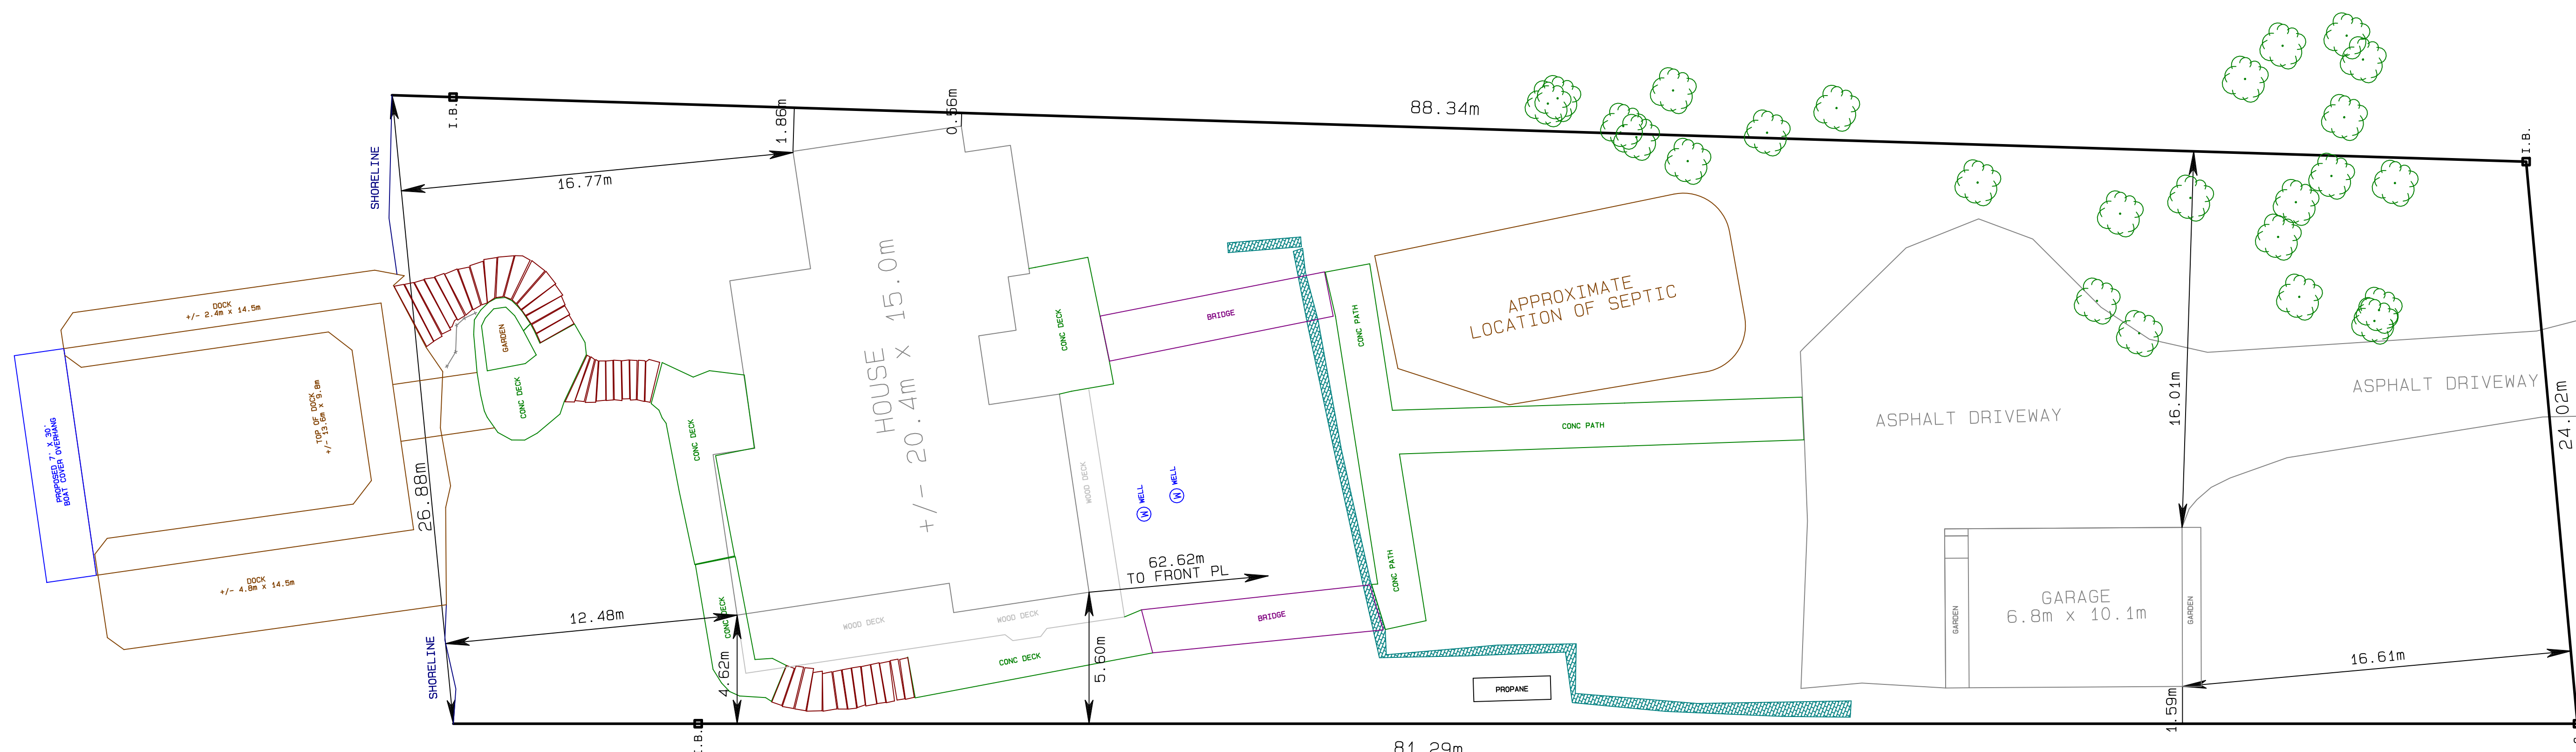 88.34m
I.B.
1.86m
0.56m
I.B.
SHORELINE
16.77m
DOCK
+/- 2.4m x 14.5m
GARDEN
CONC DECK
TOP OF DOCK
+/- 13.6m x 9.8m
PROPOSED 7' X 30'
BOAT COVER OVERHANG
26.88m
DOCK
+/- 4.8m x 14.5m
SHORELINE
12.48m
CONC DECK
CONC DECK
4.62m
HOUSE
+/- 20.4m x 15.0m
CONC DECK
WOOD DECK
WOOD DECK
WOOD DECK
CONC DECK
5.60m
BRIDGE
WELL
W
WELL
W
62.62m
TO FRONT PL
BRIDGE
CONC PATH
CONC PATH
CONC PATH
APPROXIMATE
LOCATION OF SEPTIC
PROPANE
ASPHALT DRIVEWAY
ASPHALT DRIVEWAY
16.01m
24.02m
GARDEN
GARAGE
6.8m x 10.1m
GARDEN
16.61m
1.59m
I.B.
81.29m